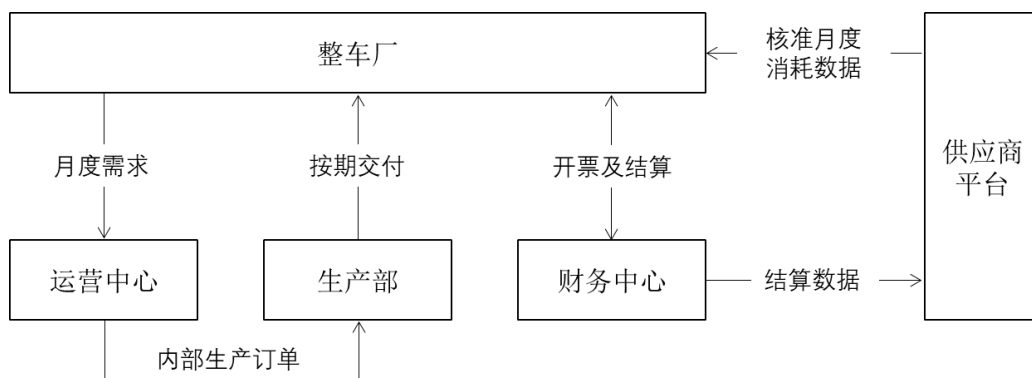 整车厂
核准月度
消耗数据
月度需求
按期交付
开票及结算
供应商
平台
运营中心
生产部
财务中心
结算数据
内部生产订单